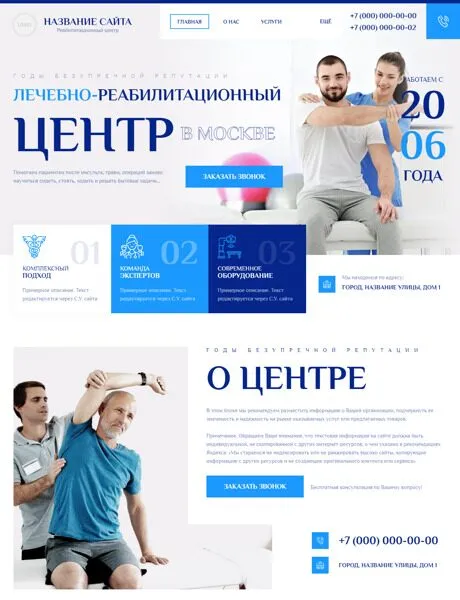 НАЗВАНИЕ САЙТА
Реабилитационный центр
ГЛАВНАЯ
О НАС
УСЛУГИ
ЕЩЁ
+7 (000) 000-00-00
+7 (000) 000-00-02
ГОДЫ БЕЗУПРЕЧНОЙ РЕПУТАЦИИ
ЛЕЧЕБНО-РЕАБИЛИТАЦИОННЫЙ
ЦЕНТР В МОСКВЕ
РАБОТАЕМ С
20
06
ГОДА
Помогаем пациентам после инсульта, травм, операций заново
научиться сидеть, стоять, ходить и решать бытовые задачи...
ЗАКАЗАТЬ ЗВОНОК
01
КОМПЛЕКСНЫЙ
ПОДХОД
Примерное описание. Текст
редактируется через С.У. сайта
02
КОМАНДА
ЭКСПЕРТОВ
Примерное описание. Текст
редактируется через С.У. сайта
03
СОВРЕМЕННОЕ
ОБОРУДОВАНИЕ
Примерное описание. Текст
редактируется через С.У. сайта
Мы находимся по адресу:
ГОРОД, НАЗВАНИЕ УЛИЦЫ, ДОМ 1
ГОДЫ БЕЗУПРЕЧНОЙ РЕПУТАЦИИ
О ЦЕНТРЕ
В этом блоке мы рекомендуем разместить информацию о Вашей организации, подчеркнуть ее
значимость и надежность на рынке оказываемых услуг или предлагаемых товаров.
Примечание. Обращаем Ваше внимание, что текстовая информация на сайте должна быть
индивидуальной, не скопированной с других интернет ресурсов, о чем указано в рекомендациях
Яндекса: «Мы стараемся не индексировать или не ранжировать высоко сайты, копирующие
информацию с других ресурсов и не создающие оригинального контента или сервиса».
ЗАКАЗАТЬ ЗВОНОК
Бесплатная консультация по Вашему вопросу!
+7 (000) 000-00-00
ГОРОД, НАЗВАНИЕ УЛИЦЫ, ДОМ 1